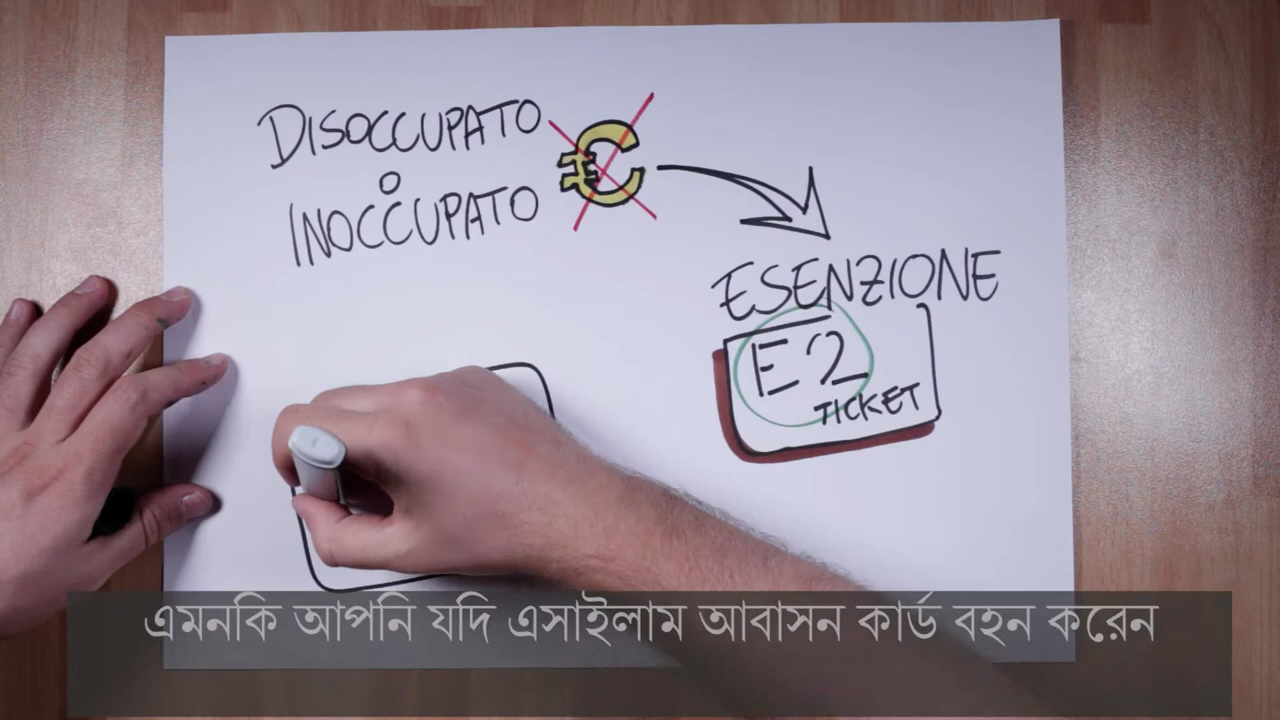 DISOCCUPATO
O
INOCCUPATO
€
ESENZIONE
E2
TICKET
এমনকি আপনি যদি এসাইলাম আবাসন কার্ড বহন করেন